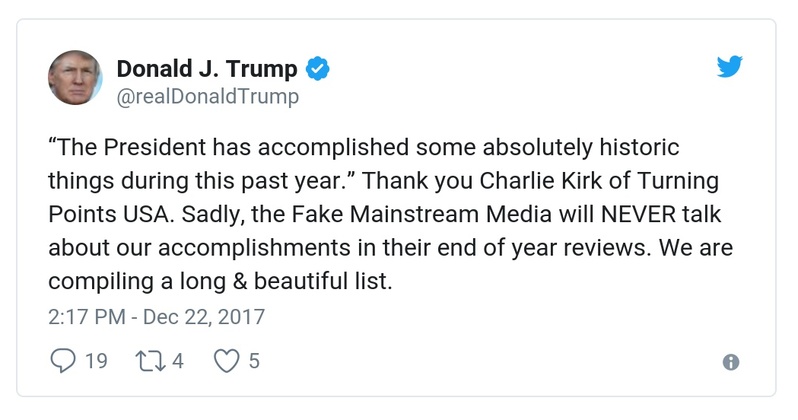 Donald J. Trump
@realDonaldTrump
“The President has accomplished some absolutely historic
things during this past year.” Thank you Charlie Kirk of Turning
Points USA. Sadly, the Fake Mainstream Media will NEVER talk
about our accomplishments in their end of year reviews. We are
compiling a long & beautiful list.
2:17 PM - Dec 22, 2017
19 4 5